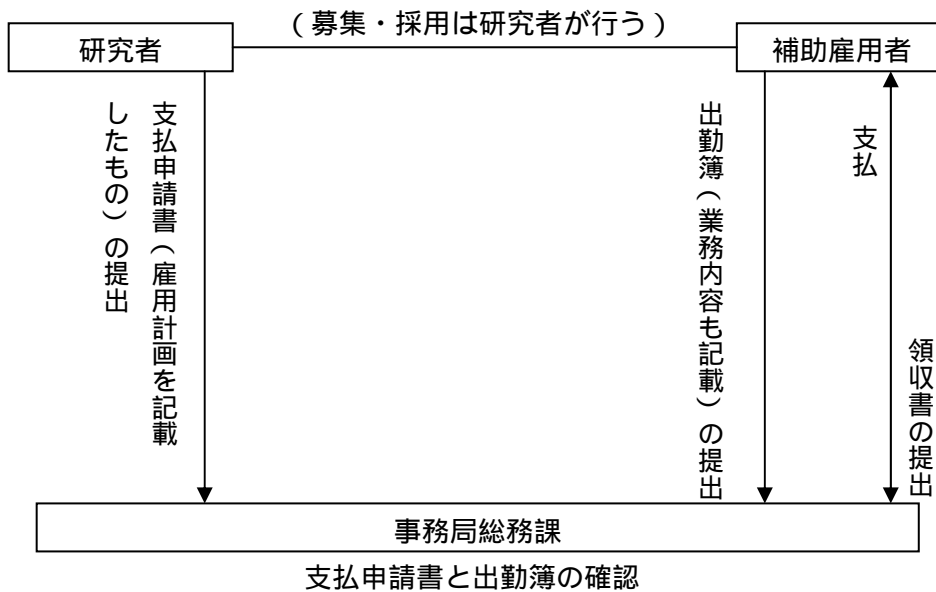 （募集・採用は研究者が行う）
研究者
補助雇用者
支払申請書（雇用計画を記載
したもの）の提出
出勤簿（業務内容も記載）の提出
支払
領収書の提出
事務局総務課
支払申請書と出勤簿の確認